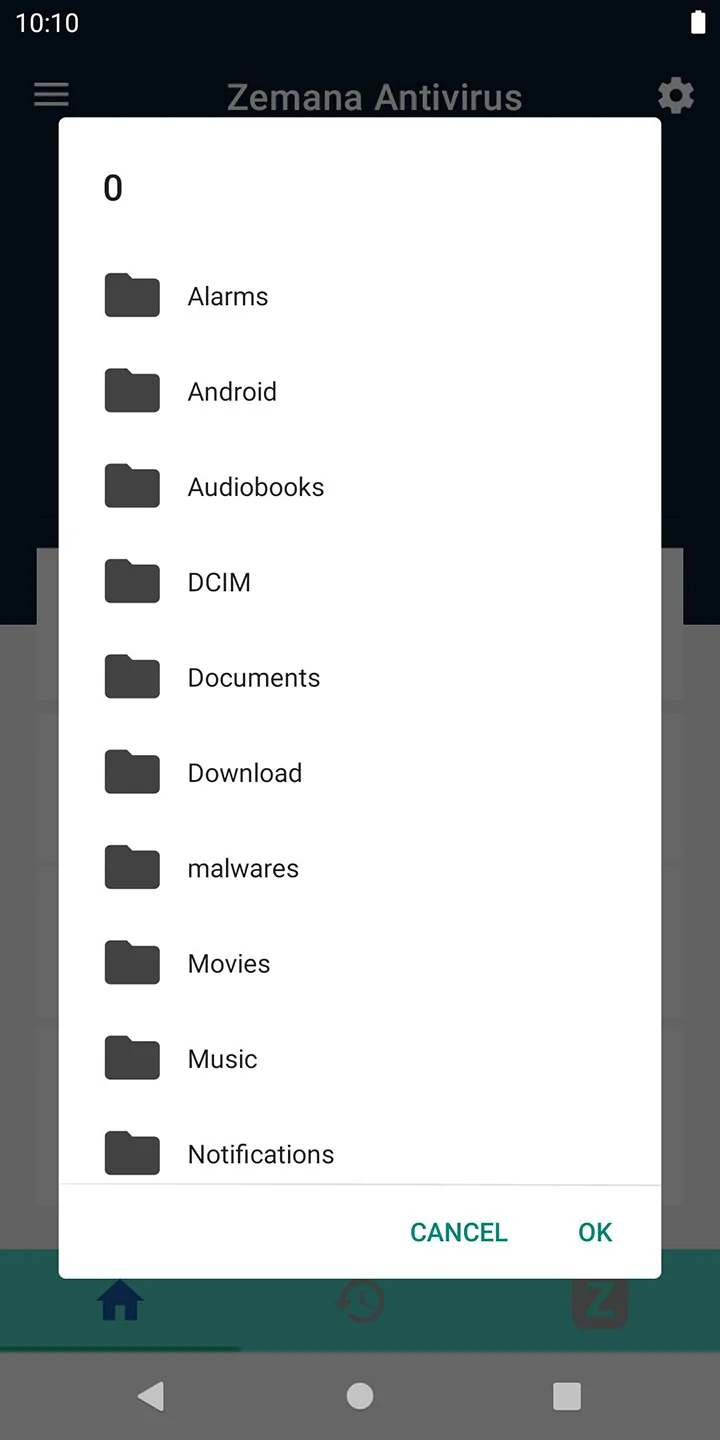 10:10
Zemana Antivirus
0
Alarms
Android
Audiobooks
DCIM
Documents
Download
malwares
Movies
Music
Notifications
CANCEL OK
Z